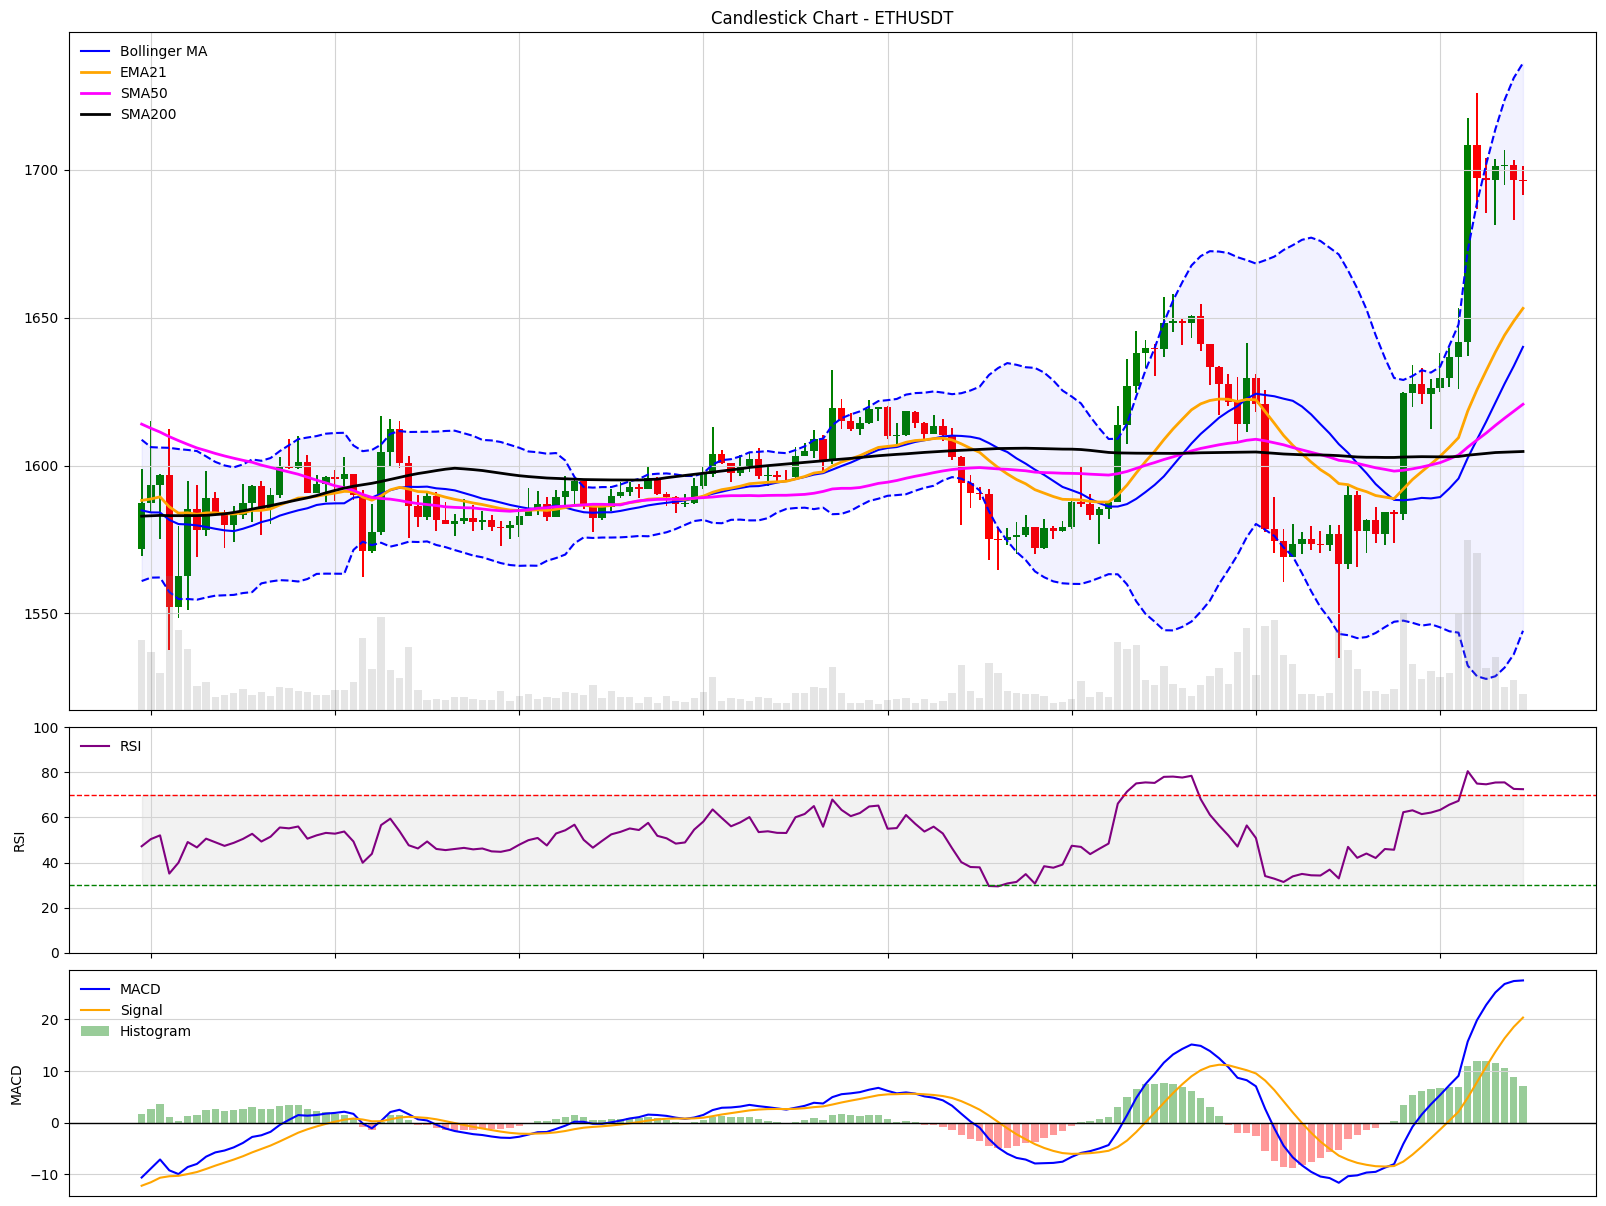 Candlestick Chart - ETHUSDT
Bollinger MA
EMA21
SMA50
SMA200
1700
1650
1600
1550
100
80
60
40
20
0
RSI
RSI
MACD
Signal
Histogram
20
10
0
−10
MACD